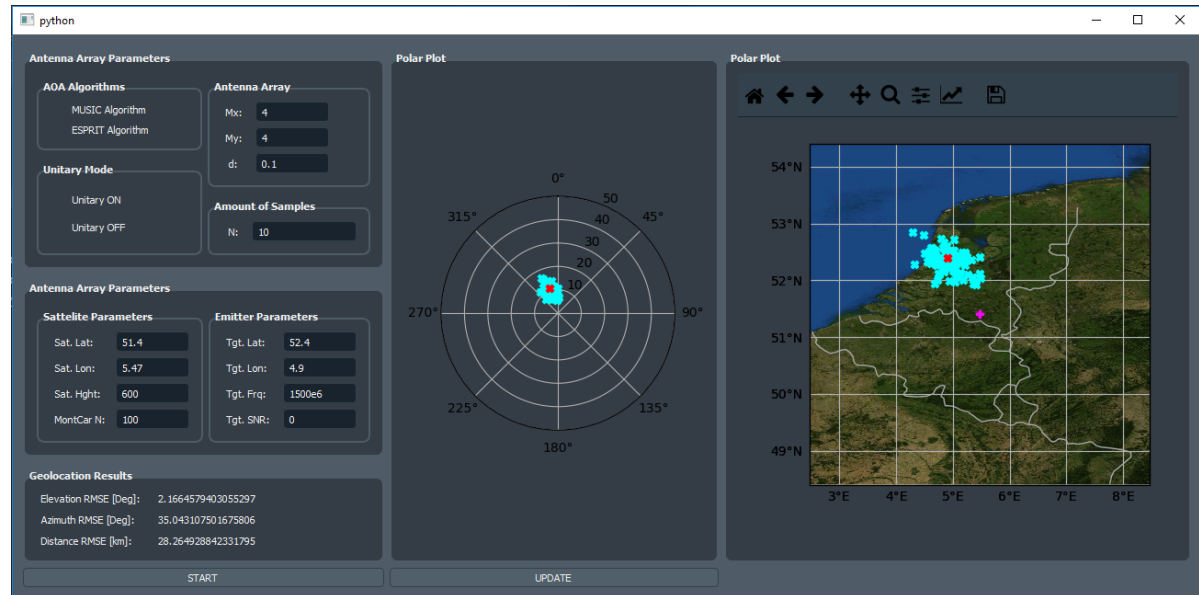 python
Antenna Array Parameters
AOA Algorithms
MUSIC Algorithm
ESPRIT Algorithm
Unitary Mode
Unitary ON
Unitary OFF
Antenna Array
Mx: 4
My: 4
d: 0.1
Amount of Samples
N: 10
Antenna Array Parameters
Sattelite Parameters
Sat. Lat: 51.4
Sat. Lon: 5.47
Sat. Hght: 600
MontCar N: 100
Emitter Parameters
Tgt. Lat: 52.4
Tgt. Lon: 4.9
Tgt. Frq: 1500e6
Tgt. SNR: 0
Geolocation Results
Elevation RMSE [Deg]: 2.1664579403055297
Azimuth RMSE [Deg]: 35.043107501675806
Distance RMSE [km]: 28.264928842331795
START
Polar Plot
0°
315° 50 45°
40
30
20
10
270° 90°
225° 135°
180°
UPDATE
Polar Plot
54°N
53°N
52°N
51°N
50°N
49°N
3°E 4°E 5°E 6°E 7°E 8°E